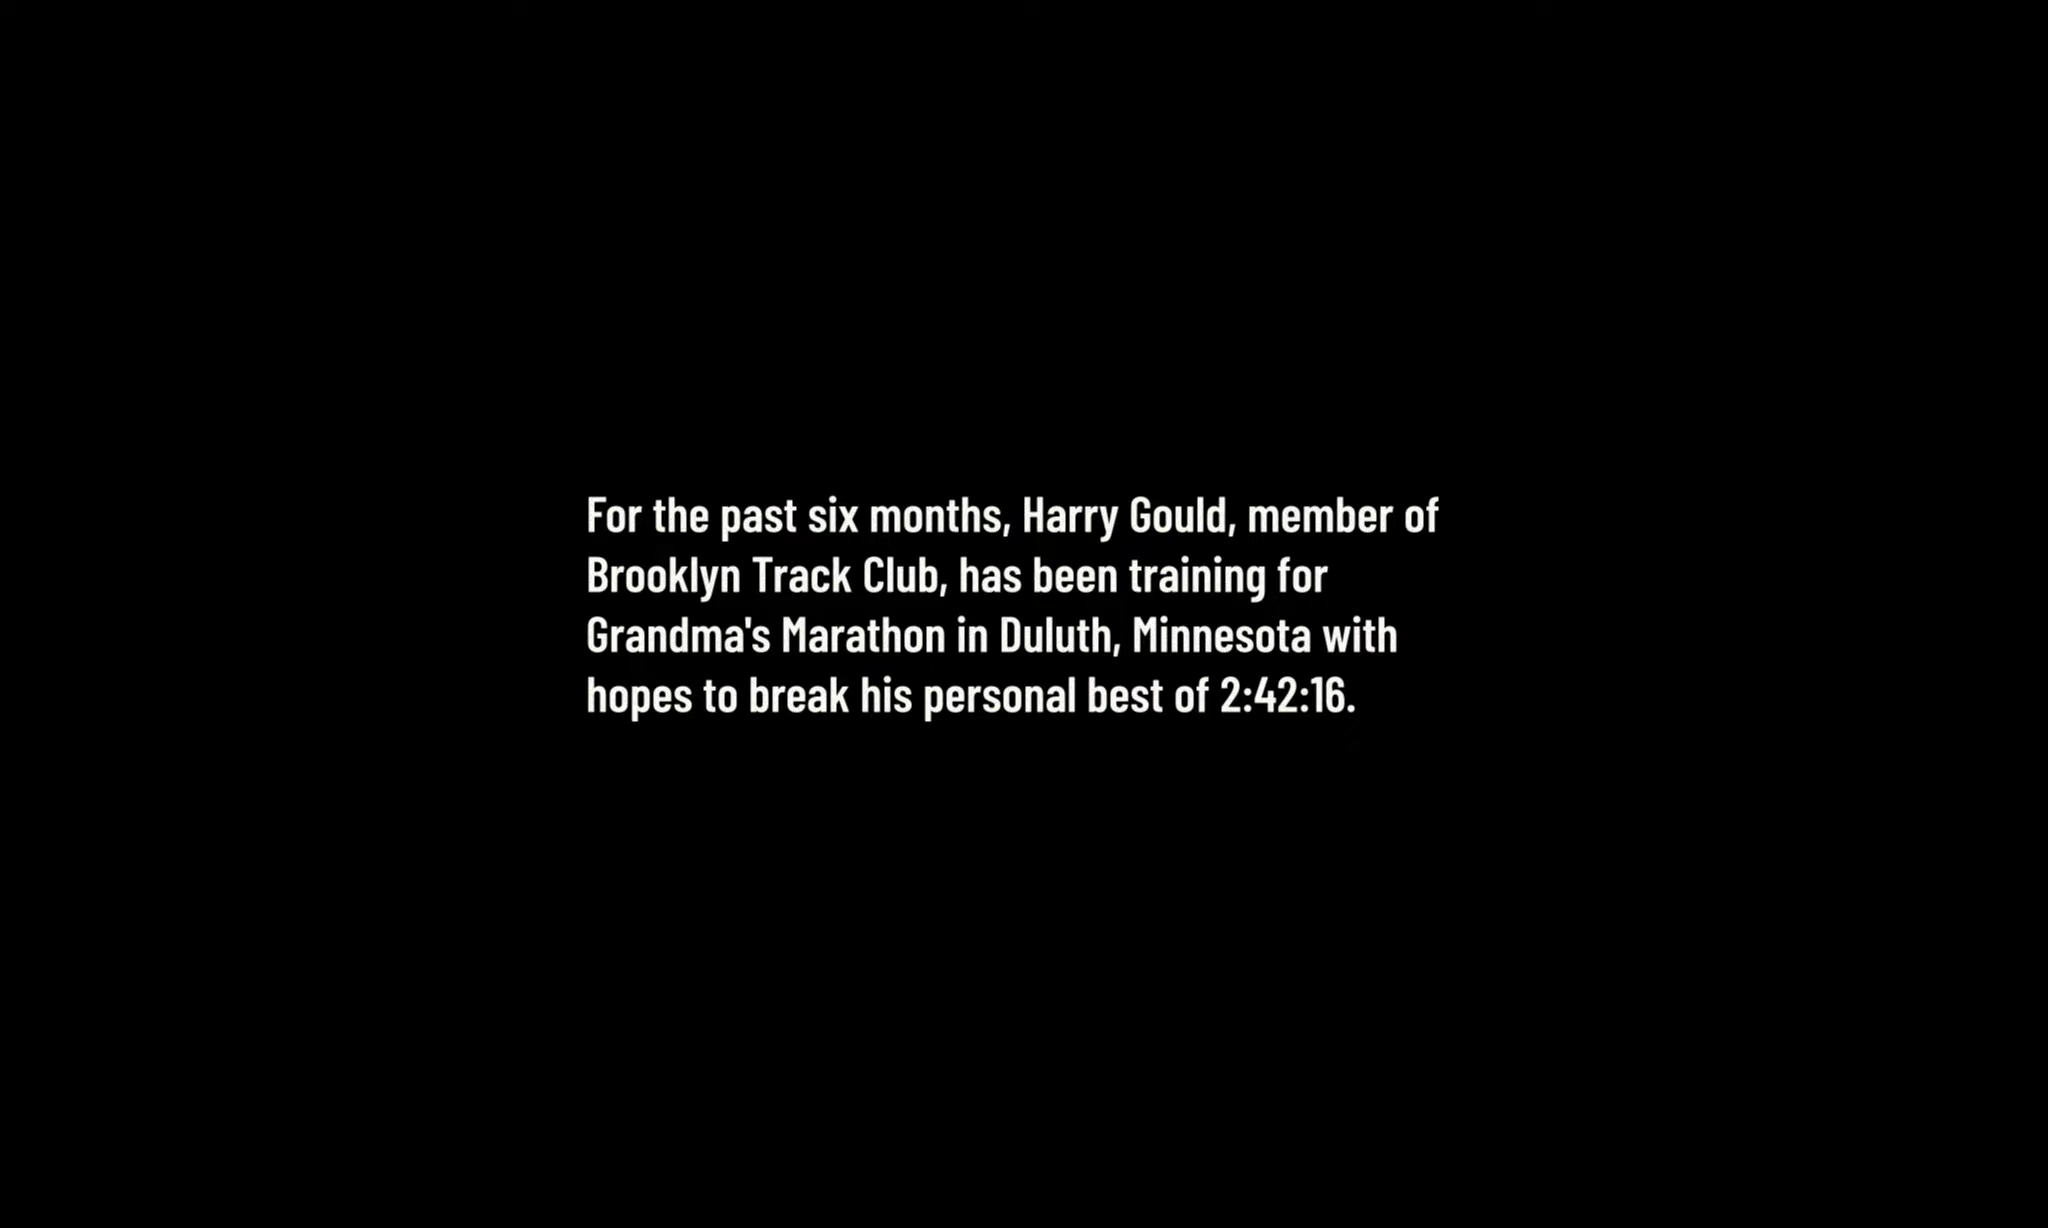 For the past six months, Harry Gould, member of
Brooklyn Track Club, has been training for
Grandma's Marathon in Duluth, Minnesota with
hopes to break his personal best of 2:42:16.